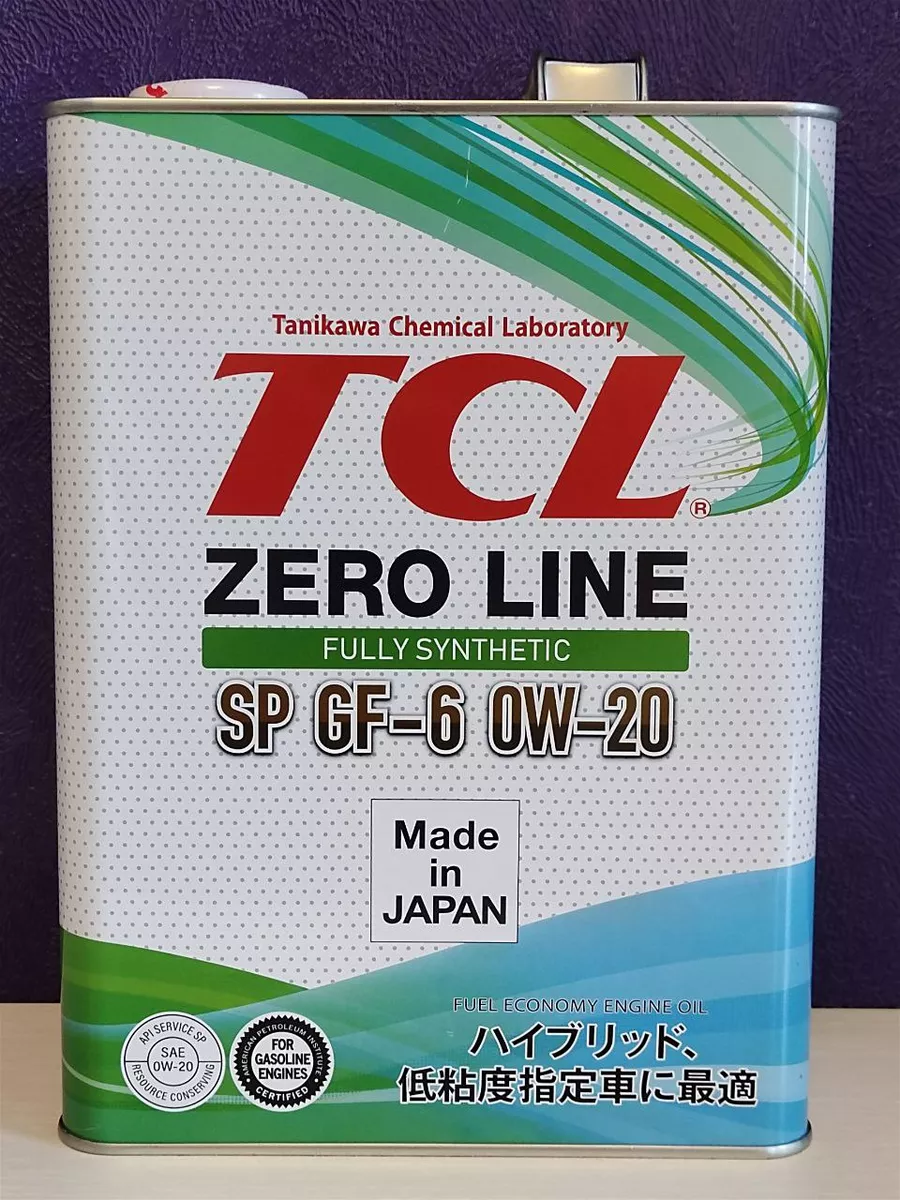 Tanikawa Chemical Laboratory
TCL®
ZERO LINE
FULLY SYNTHETIC
SP GF-6 0W-20
Made
in
JAPAN
FUEL ECONOMY ENGINE OIL
ハイブリッド、
低粘度指定車に最適
API SERVICE SP
SAE
0W-20
RESOURCE CONSERVING
AMERICAN PETROLEUM INSTITUTE
FOR
GASOLINE
ENGINES
CERTIFIED